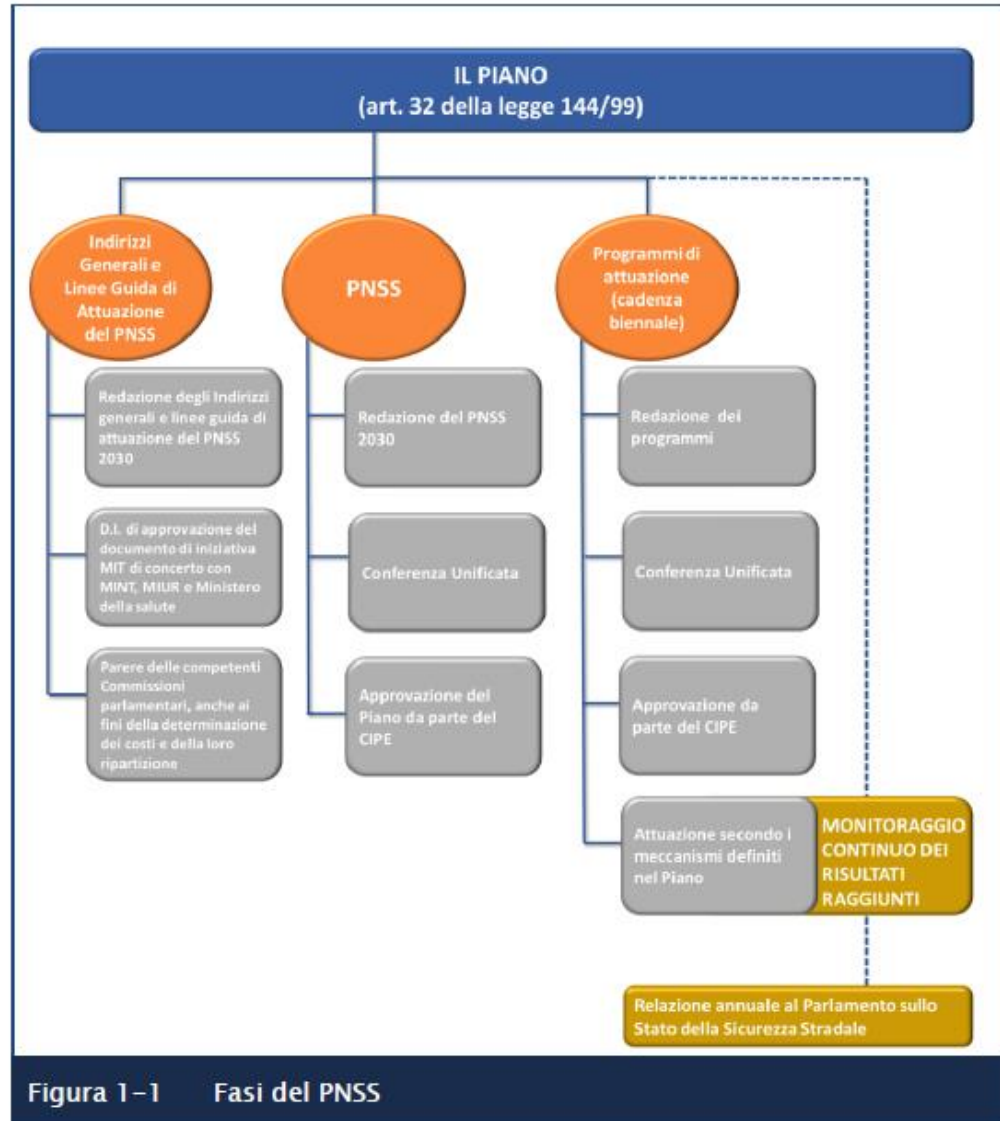 IL PIANO
(art. 32 della legge 144/99)
Indirizzi
Generali e
Linee Guida di
Attuazione
del PNSS
Redazione degli Indirizzi
generali e linee guida di
attuazione del PNSS
2030
D.I. di approvazione del
documento di iniziativa
MIT di concerto con
MINT, MIUR e Ministero
della salute
Parere delle competenti
Commissioni
parlamentari, anche ai
fini della determinazione
dei costi e della loro
ripartizione
PNSS
Redazione del PNSS
2030
Conferenza Unificata
Approvazione del
Piano da parte del
CIPE
Programmi di
attuazione
(cadenza
biennale)
Redazione dei
programmi
Conferenza Unificata
Approvazione da
parte del CIPE
Attuazione secondo i
meccanismi definiti
nel Piano
MONITORAGGIO
CONTINUO DEI
RISULTATI
RAGGIUNTI
Relazione annuale al Parlamento sullo
Stato della Sicurezza Stradale
Figura 1-1 Fasi del PNSS